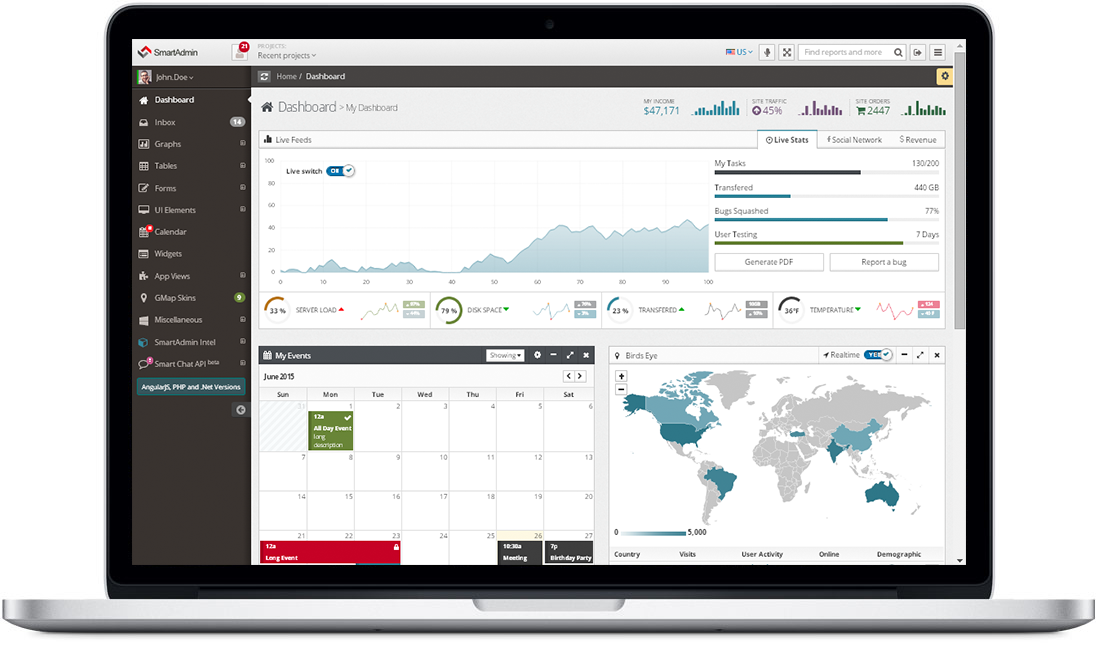 SmartAdmin
21
PROJECTS:
Recent projects
US
Find reports and more
John.Doe
Home / Dashboard
Dashboard
Inbox
14
Graphs
Tables
Forms
UI Elements
Calendar
Widgets
App Views
GMap Skins
9
Miscellaneous
SmartAdmin Intel
Smart Chat API beta
AngularJS, PHP and .Net Versions
Dashboard > My Dashboard
MY INCOME
$47,171
SITE TRAFFIC
45%
SITE ORDERS
2447
Live Feeds
Live Stats
Social Network
$ Revenue
Live switch
100
80
60
40
20
0
0 10 20 30 40 50 60 70 80 90 100
My Tasks 130/200
Transfered 440 GB
Bugs Squashed 77%
User Testing 7 Days
Generate PDF
Report a bug
33 %
SERVER LOAD
79 %
DISK SPACE
23 %
TRANSFERED
36°F
TEMPERATURE
My Events
Showing
June 2015
Sun Mon Tue Wed Thu Fri Sat
31 1 2 3 4 5 6
12a
All Day Event
long
description
7 8 9 10 11 12 13
14 15 16 17 18 19 20
21 22 23 24 25 26 27
12a
Long Event
10:30a
Meeting
7p
Birthday Party
Birds Eye
Realtime
YES
+
−
0 5,000
Country Visits User Activity Online Demographic